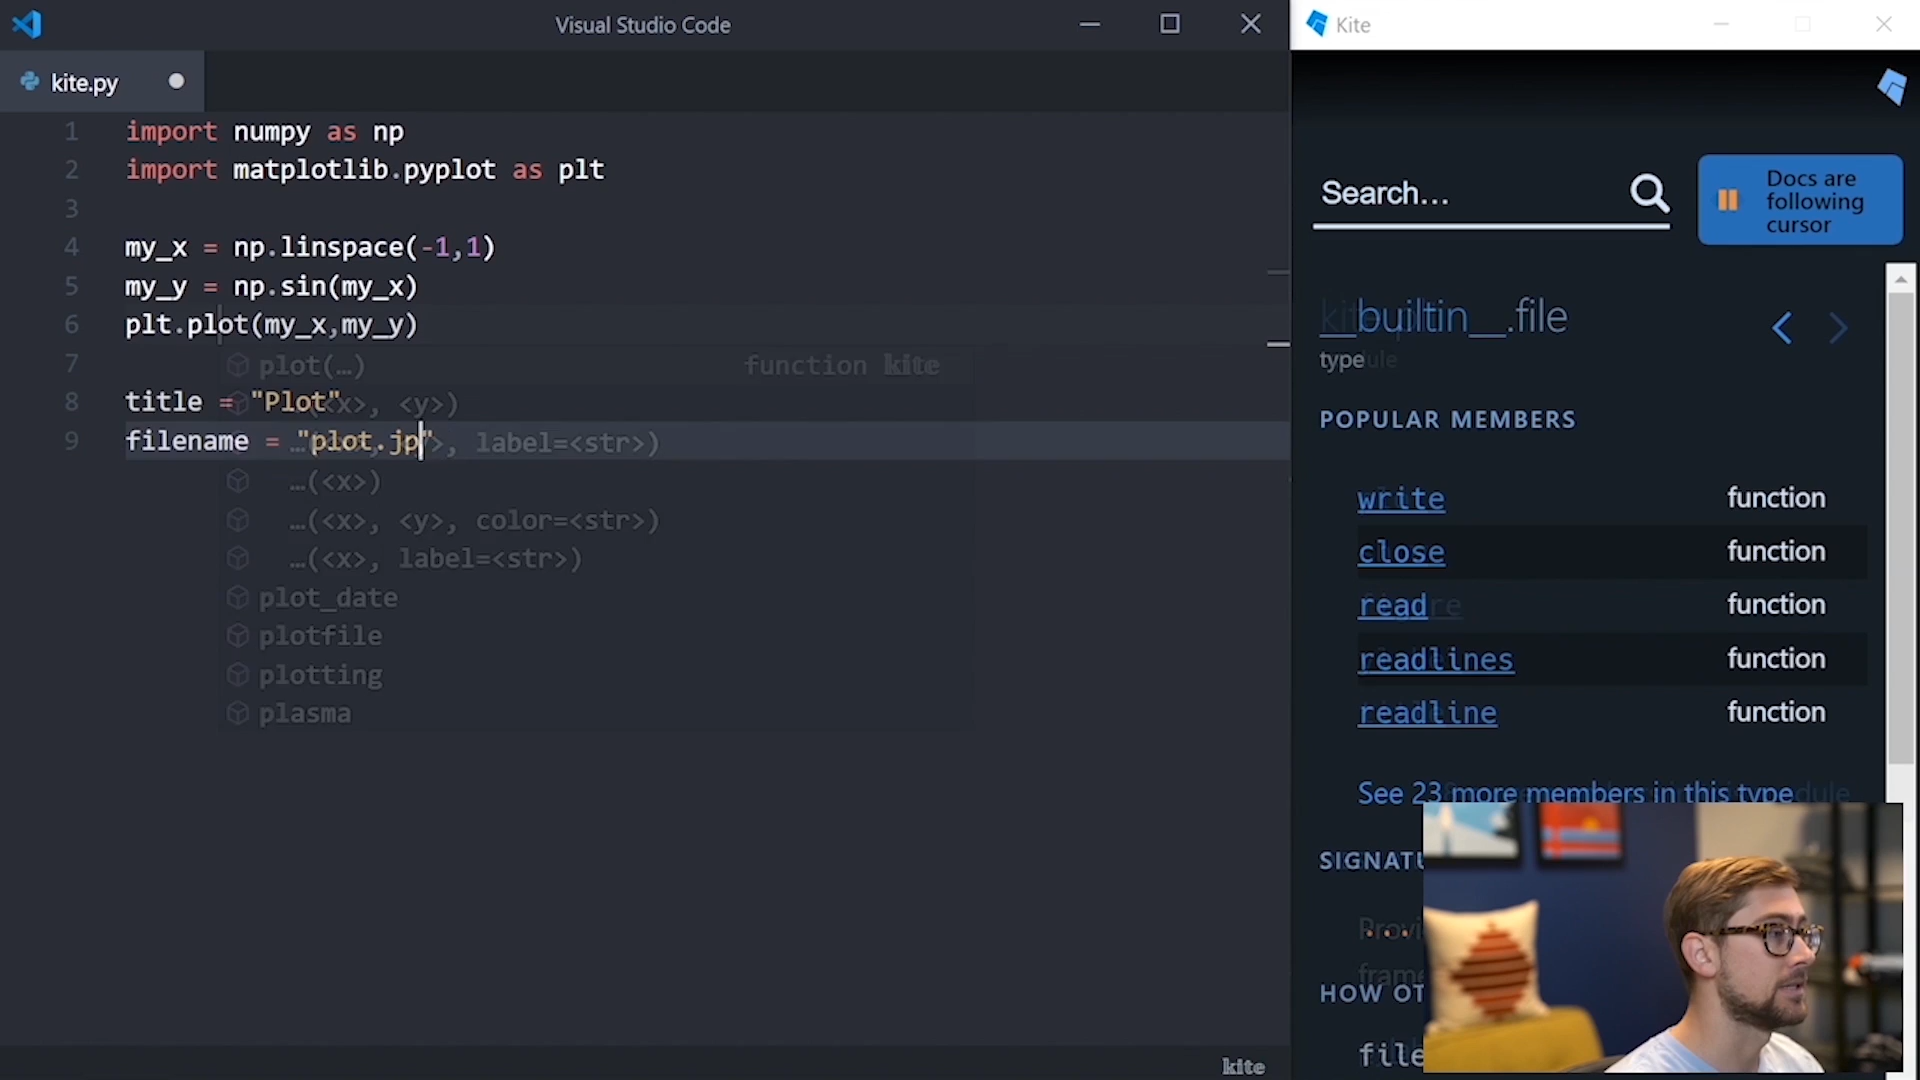 Visual Studio Code
kite.py
1 import numpy as np
2 import matplotlib.pyplot as plt
3
4 my_x = np.linspace(-1,1)
5 my_y = np.sin(my_x)
6 plt.plot(my_x,my_y)
7
plot(…) function kite
8 title = "Plot"
<x>, <y>)
9 filename = "plot.jp"
…, label=<str>)
…(<x>)
…(<x>, <y>, color=<str>)
…(<x>, label=<str>)
plot_date
plotfile
plotting
plasma
kite
Kite
Search...
Docs are
following
cursor
__builtin__.file
type
POPULAR MEMBERS
write function
close function
read function
readlines function
readline function
See 23 more members in this type
SIGNATU
Provi
frame
HOW OT
file